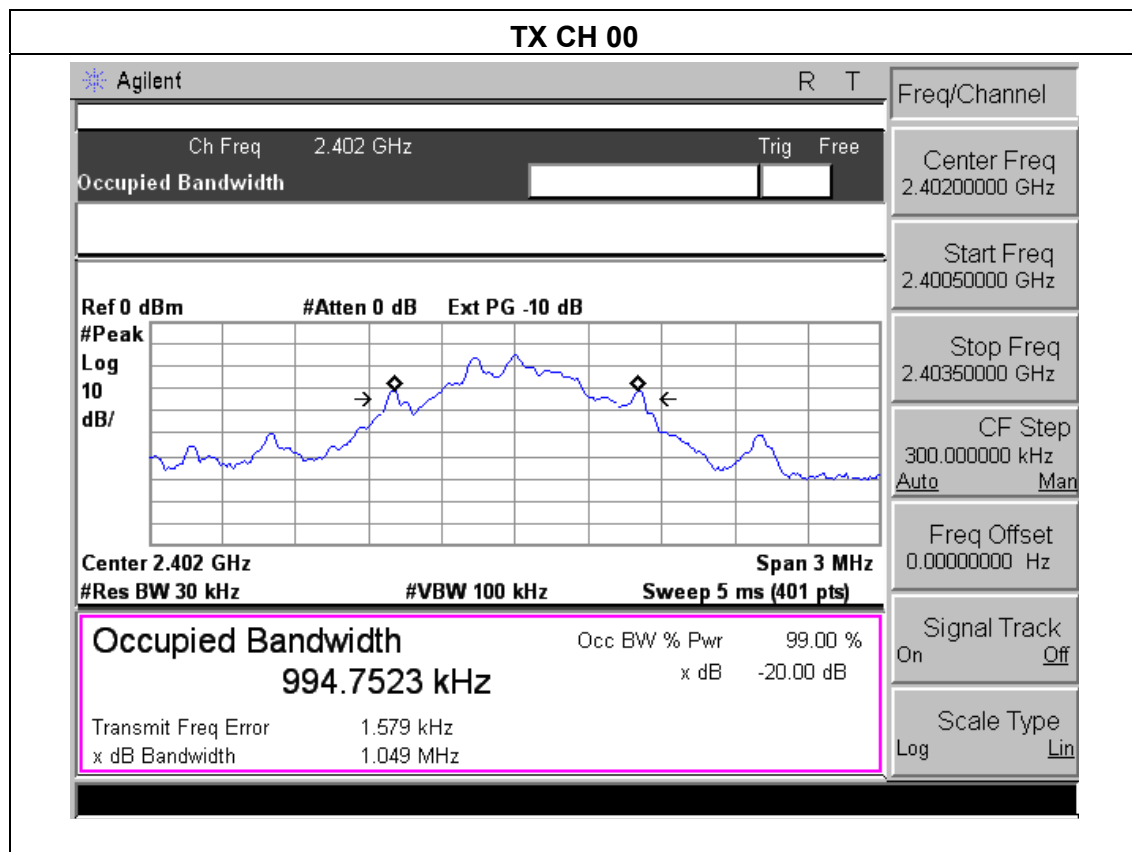 TX CH 00
Agilent R T
Freq/Channel
Ch Freq 2.402 GHz Trig Free
Occupied Bandwidth
Center Freq
2.40200000 GHz
Start Freq
2.40050000 GHz
Ref 0 dBm #Atten 0 dB Ext PG -10 dB
#Peak
Log
10
dB/
Stop Freq
2.40350000 GHz
CF Step
300.000000 kHz
Auto Man
Freq Offset
0.00000000 Hz
Center 2.402 GHz Span 3 MHz
#Res BW 30 kHz #VBW 100 kHz Sweep 5 ms (401 pts)
Occupied Bandwidth Occ BW % Pwr 99.00 %
994.7523 kHz x dB -20.00 dB
Transmit Freq Error 1.579 kHz
x dB Bandwidth 1.049 MHz
Signal Track
On Off
Scale Type
Log Lin